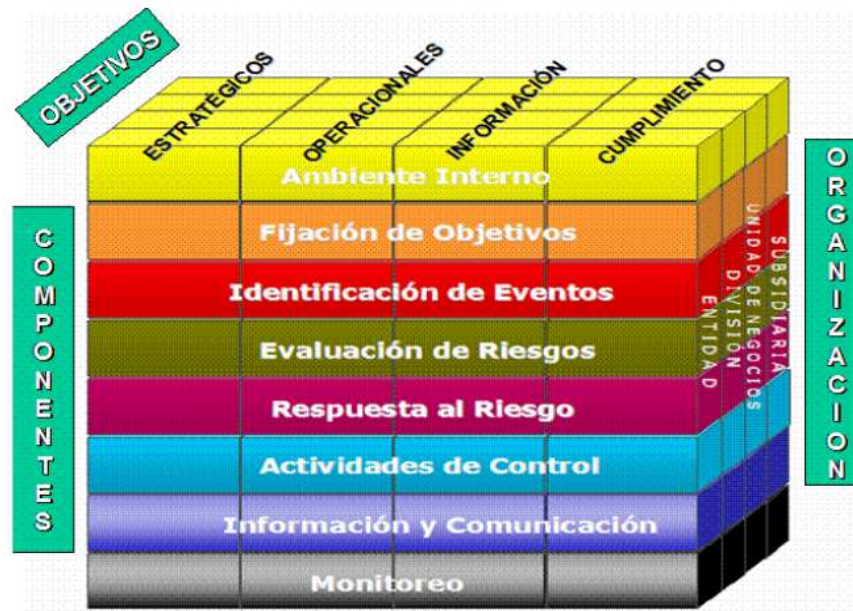 OBJETIVOS
ESTRATÉGICOS
OPERACIONALES
INFORMACIÓN
CUMPLIMIENTO
COMPONENTES
Ambiente Interno
Fijación de Objetivos
Identificación de Eventos
Evaluación de Riesgos
Respuesta al Riesgo
Actividades de Control
Información y Comunicación
Monitoreo
ENTIDAD
DIVISIÓN
UNIDAD DE NEGOCIOS
SUBSIDIARIA
ORGANIZACION